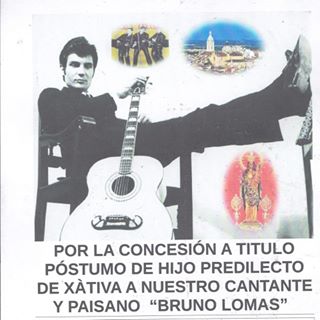 POR LA CONCESIÓN A TITULO
PÓSTUMO DE HIJO PREDILECTO
DE XÀTIVA A NUESTRO CANTANTE
Y PAISANO “BRUNO LOMAS”